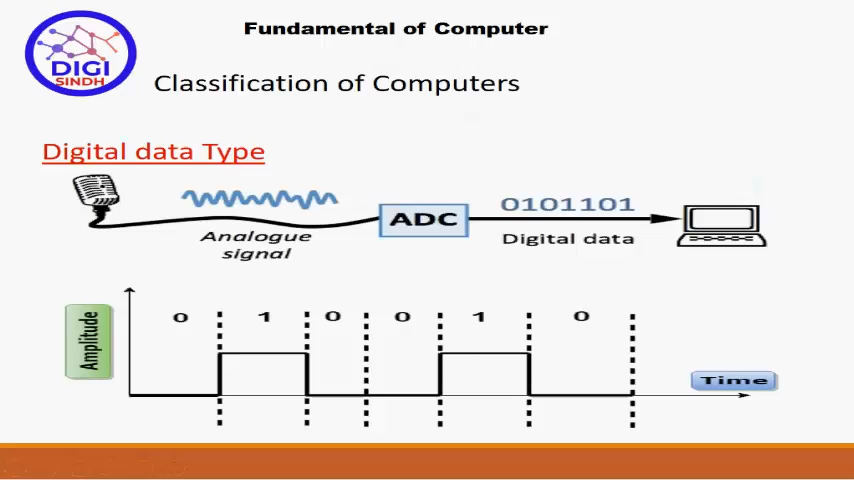 Fundamental of Computer
DIGI
SINDH
Classification of Computers
Digital data Type
0101101
ADC
Analogue
signal
Digital data
0 1 0 0 1 0
Amplitude
Time